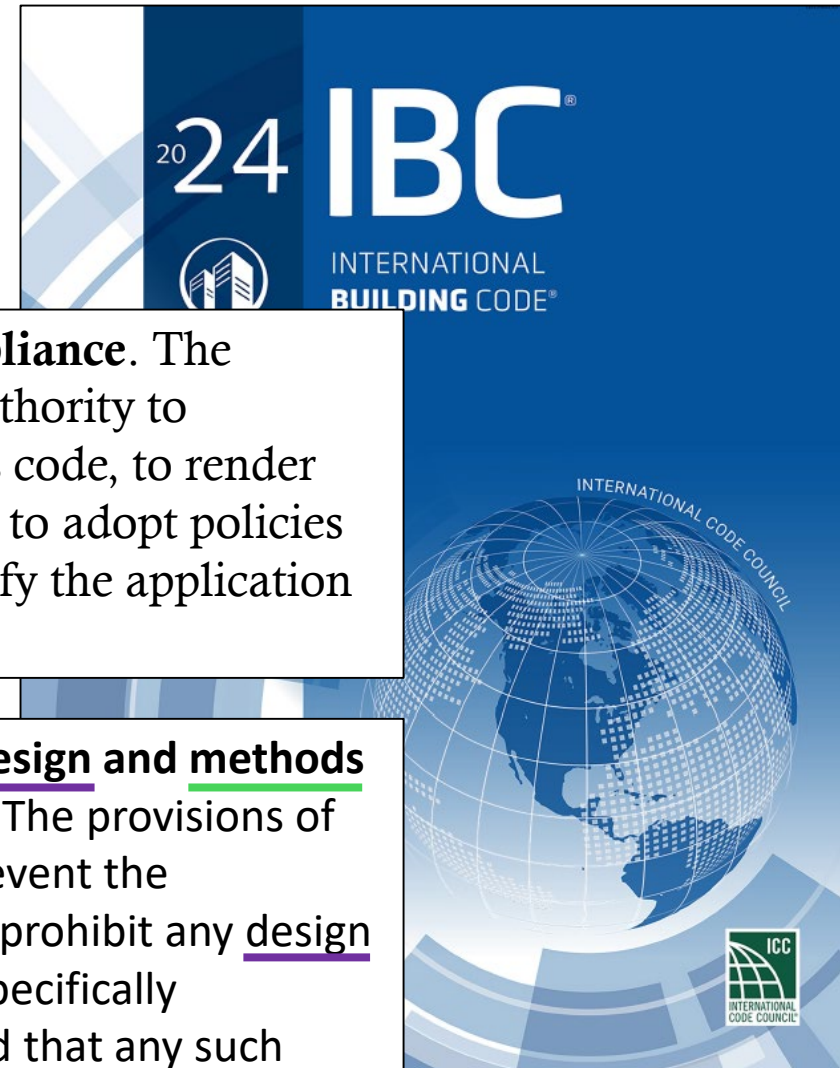 2024 IBC®
INTERNATIONAL
BUILDING CODE®
pliance. The
thority to
code, to render
to adopt policies
fy the application
INTERNATIONAL CODE COUNCIL
esign and methods
The provisions of
event the
prohibit any design
pecifically
d that any such
ICC
INTERNATIONAL
CODE COUNCIL®